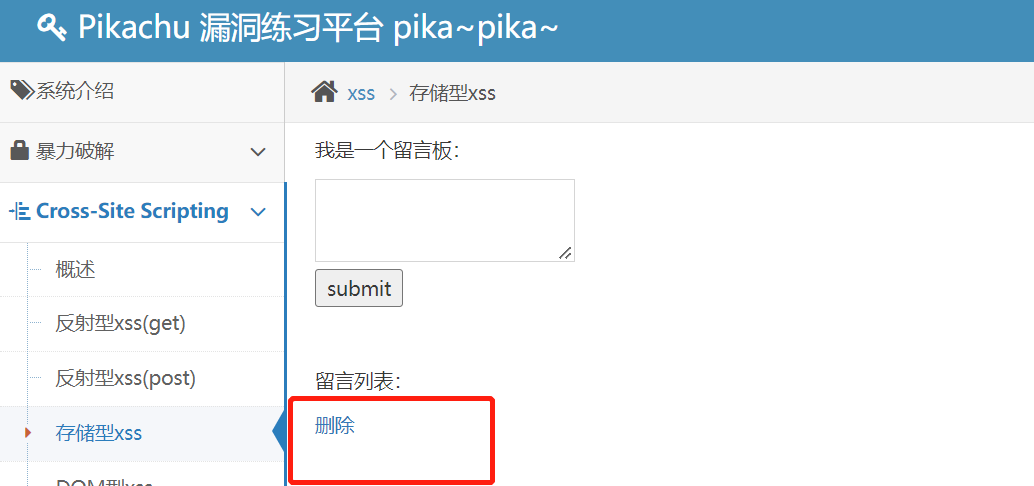 Pikachu 漏洞练习平台 pika~pika~
系统介绍
xss > 存储型xss
暴力破解
我是一个留言板：
Cross-Site Scripting
概述
submit
反射型xss(get)
反射型xss(post)
留言列表：
存储型xss
删除
DOM型xss